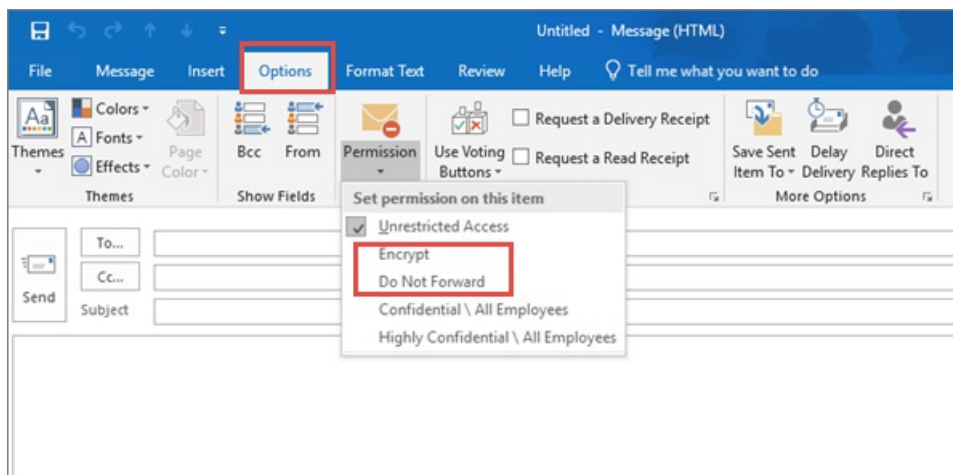 Untitled - Message (HTML)
File Message Insert Options Format Text Review Help Tell me what you want to do
Aa Colors
A Fonts
Effects
Themes
Page
Color
Themes
Bcc From
Show Fields
Permission
Use Voting
Buttons
Request a Delivery Receipt
Request a Read Receipt
Save Sent
Item To
Delay
Delivery
Direct
Replies To
More Options
Set permission on this item
Unrestricted Access
Encrypt
Do Not Forward
Confidential \ All Employees
Highly Confidential \ All Employees
Send
To...
Cc...
Subject